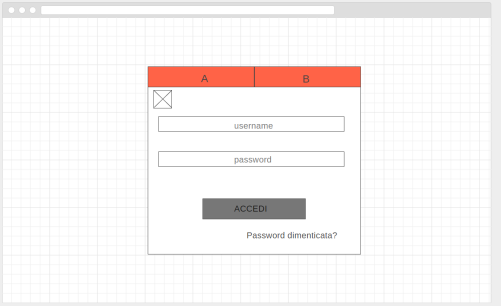 A B
username
password
ACCEDI
Password dimenticata?